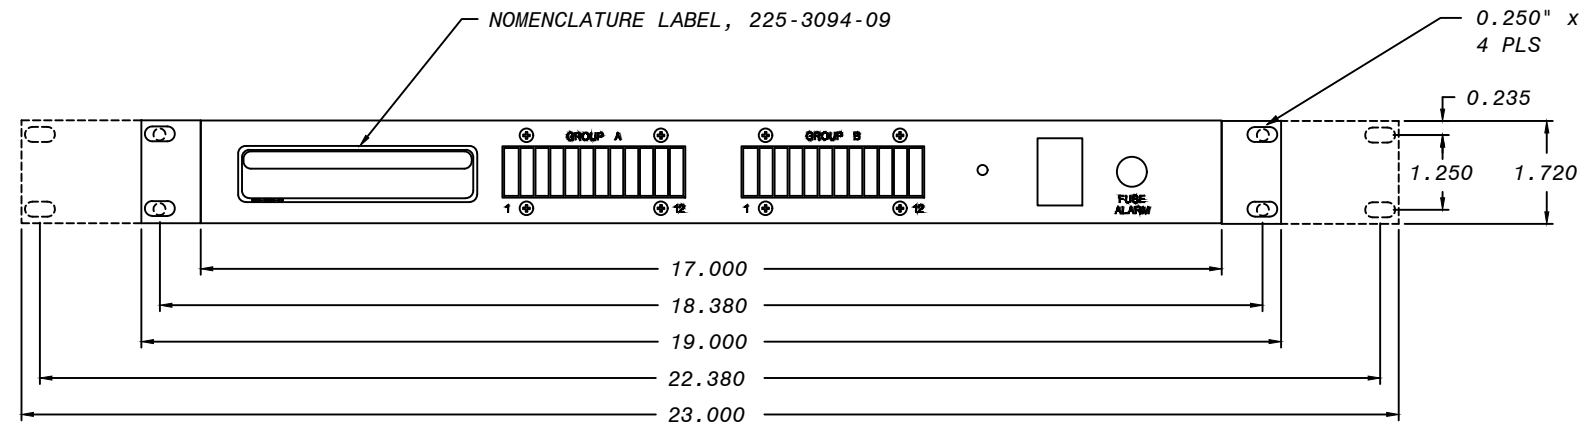 NOMENCLATURE LABEL, 225-3094-09
0.250" x
4 PLS
0.235
GROUP A
GROUP B
1.250
1.720
1
12
1
12
FUSE
ALARM
17.000
18.380
19.000
22.380
23.000